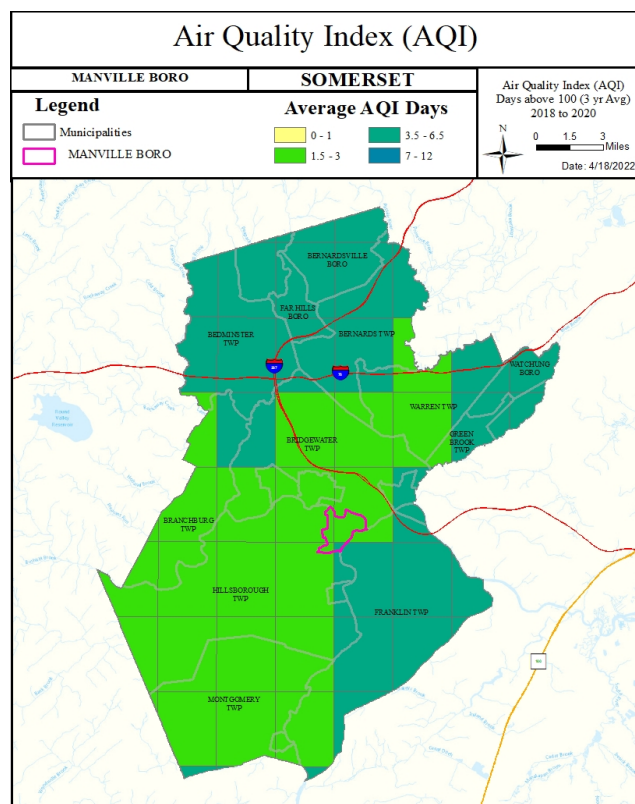 Air Quality Index (AQI)
MANVILLE BORO
SOMERSET
Legend
Municipalities
MANVILLE BORO
Average AQI Days
0 - 1
1.5 - 3
3.5 - 6.5
7 - 12
Air Quality Index (AQI)
Days above 100 (3 yr Avg)
2018 to 2020
N
0 1.5 3
Miles
Date: 4/18/2022
BERNARDSVILLE
BORO
FAR HILLS
BORO
BEDMINSTER
TWP
BERNARDS TWP
WATCHUNG
BORO
WARREN TWP
GREEN
BROOK
TWP
BRIDGEWATER
TWP
BRANCHBURG
TWP
HILLSBOROUGH
TWP
FRANKLIN TWP
MONTGOMERY
TWP